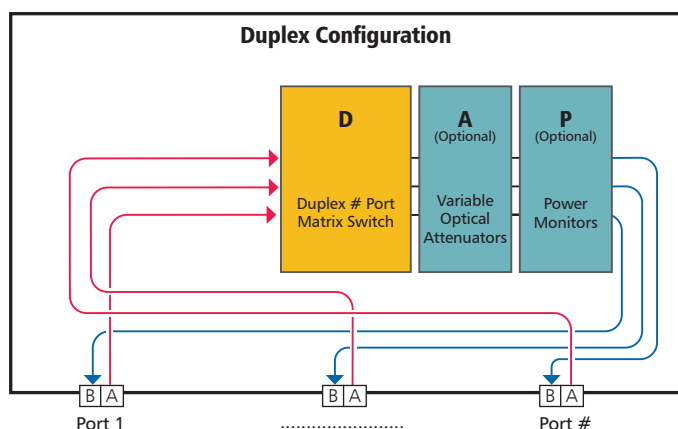 Duplex Configuration
D
Duplex # Port
Matrix Switch
A
(Optional)
Variable
Optical
Attenuators
P
(Optional)
Power
Monitors
B A
B A
B A
Port 1
........................
Port #